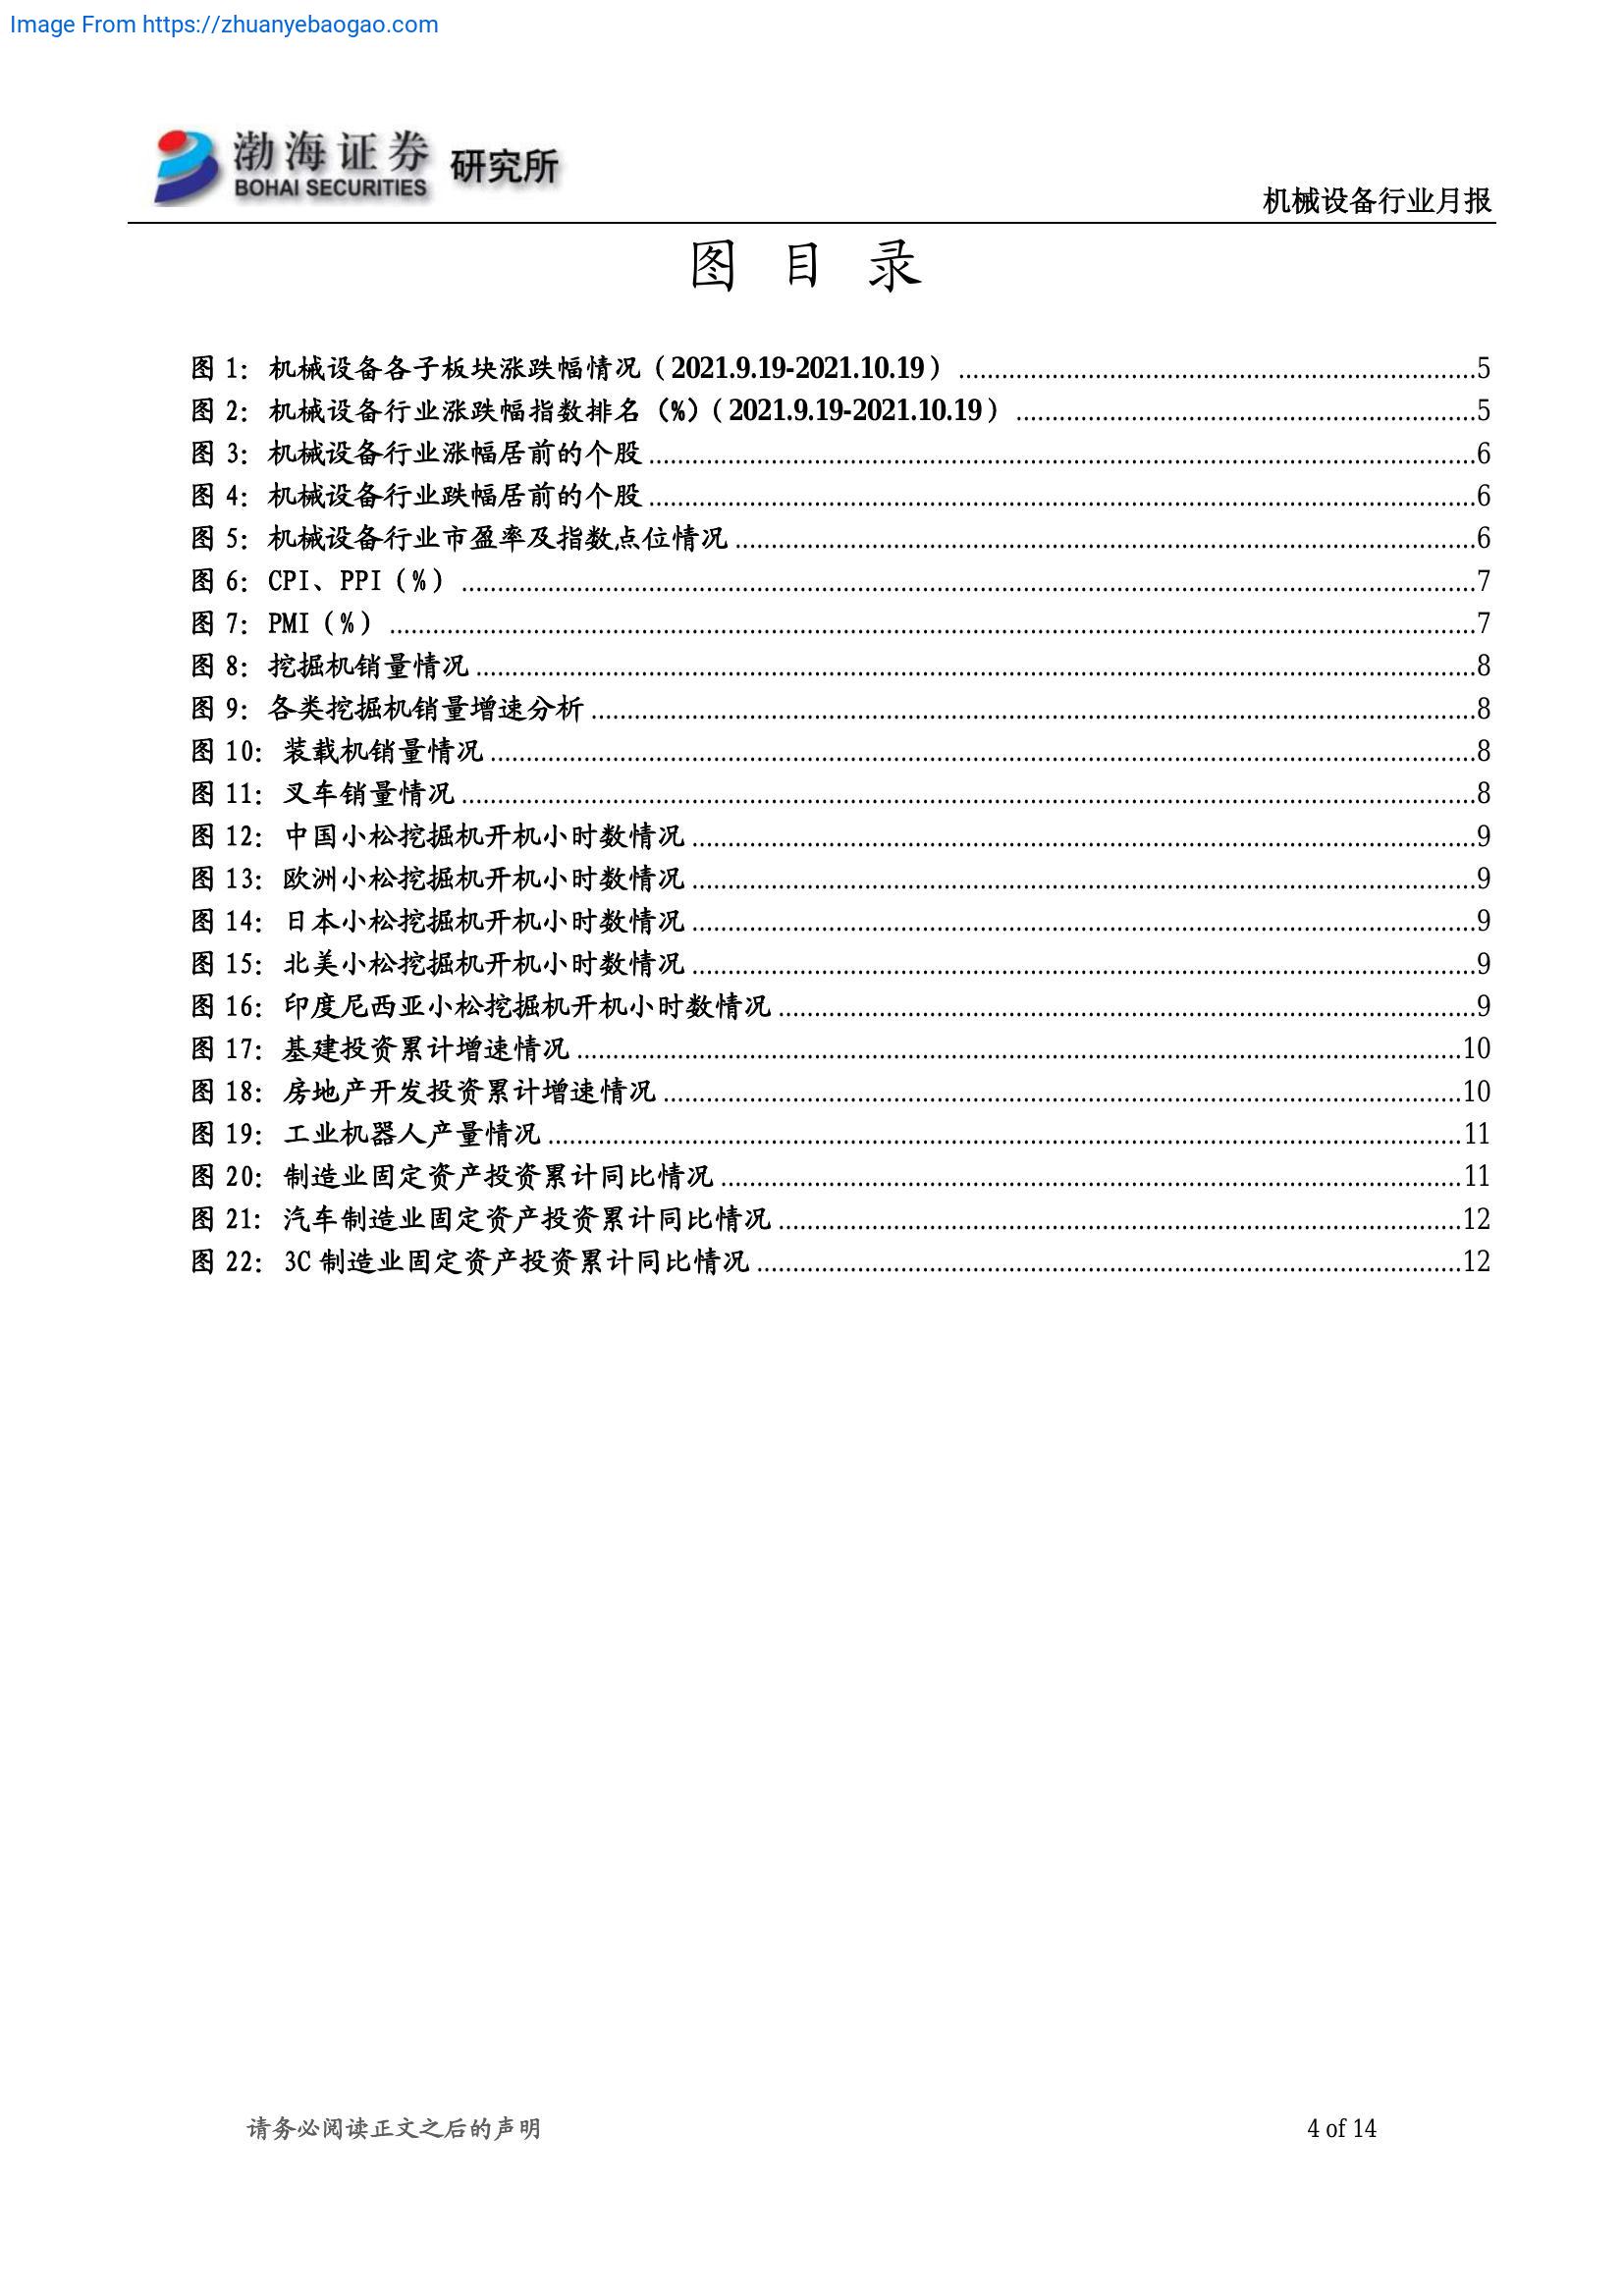 Image From https://zhuanyebaogao.com
渤海证券 研究所
BOHAI SECURITIES
机械设备行业月报
图 目 录
图 1：机械设备各子板块涨跌幅情况（2021.9.19-2021.10.19）.......5
图 2：机械设备行业涨跌幅指数排名（%）（2021.9.19-2021.10.19）.......5
图 3：机械设备行业涨幅居前的个股.......6
图 4：机械设备行业跌幅居前的个股.......6
图 5：机械设备行业市盈率及指数点位情况.......6
图 6：CPI、PPI（%）.......7
图 7：PMI（%）.......7
图 8：挖掘机销量情况.......8
图 9：各类挖掘机销量增速分析.......8
图 10：装载机销量情况.......8
图 11：叉车销量情况.......8
图 12：中国小松挖掘机开机小时数情况.......9
图 13：欧洲小松挖掘机开机小时数情况.......9
图 14：日本小松挖掘机开机小时数情况.......9
图 15：北美小松挖掘机开机小时数情况.......9
图 16：印度尼西亚小松挖掘机开机小时数情况.......9
图 17：基建投资累计增速情况.......10
图 18：房地产开发投资累计增速情况.......10
图 19：工业机器人产量情况.......11
图 20：制造业固定资产投资累计同比情况.......11
图 21：汽车制造业固定资产投资累计同比情况.......12
图 22：3C 制造业固定资产投资累计同比情况.......12
请务必阅读正文之后的声明
4 of 14